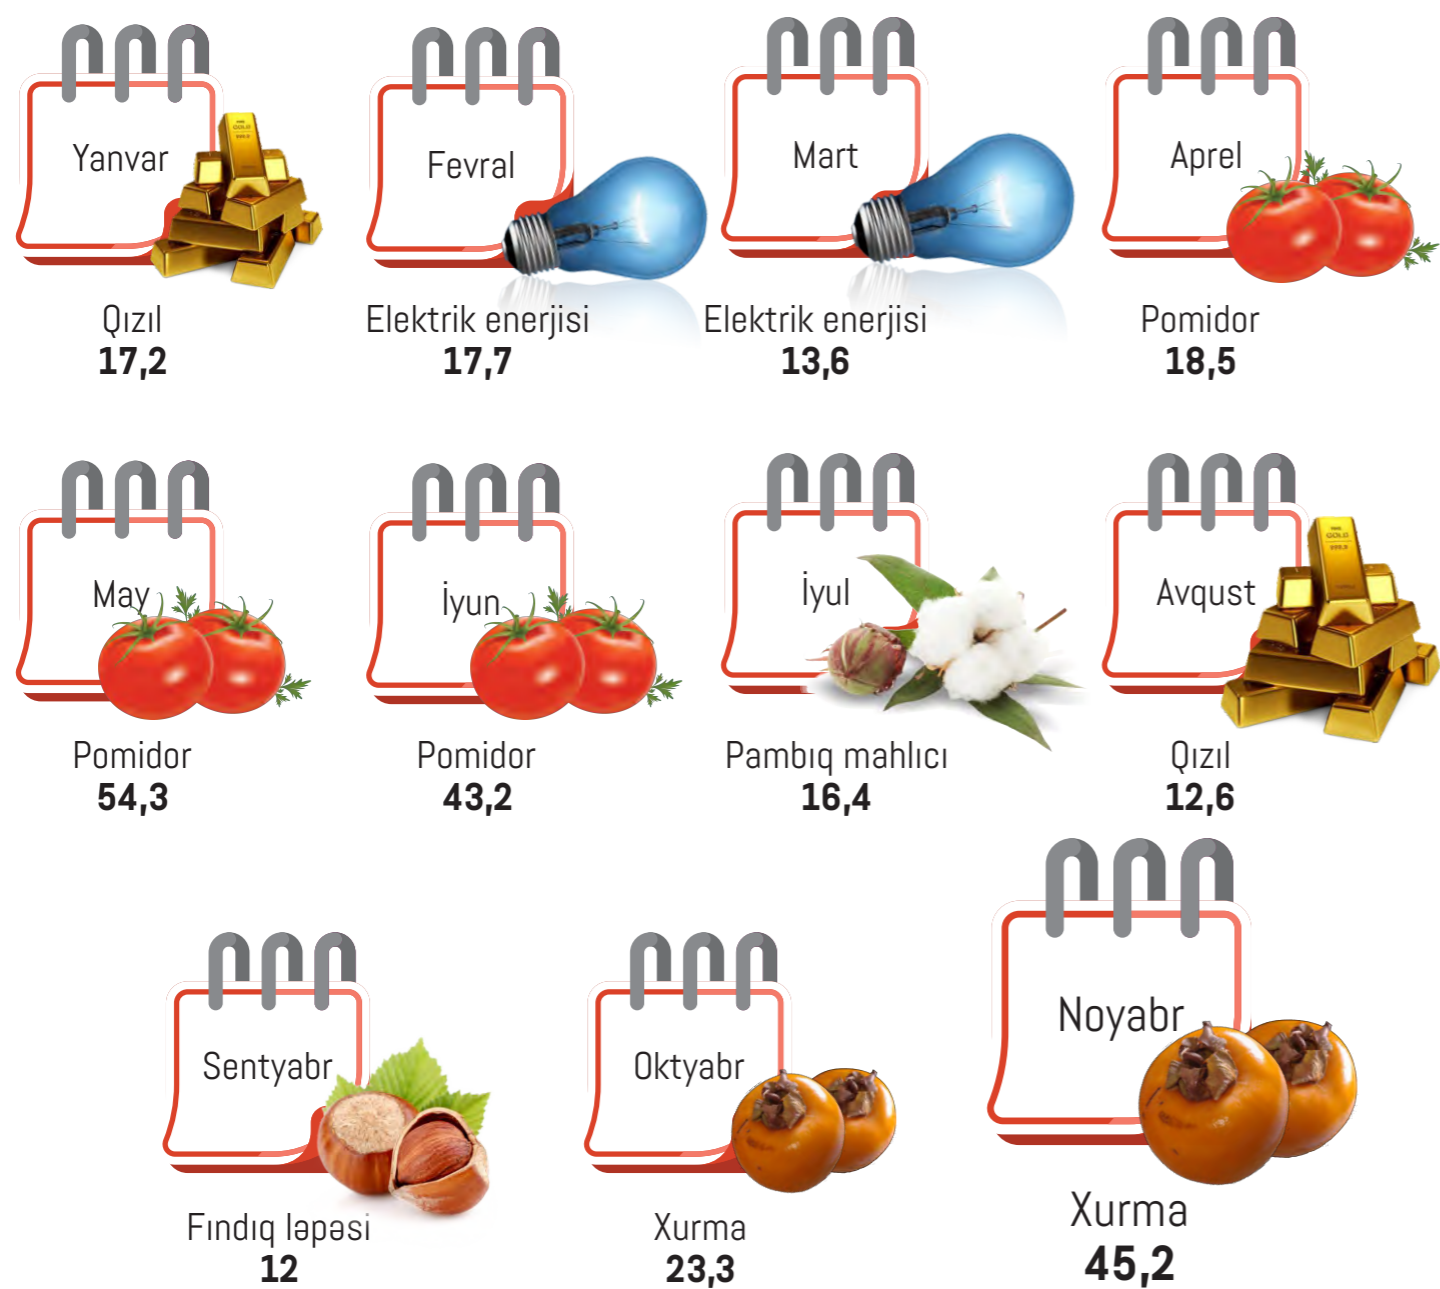 Yanvar
Qızıl
17,2
Fevral
Elektrik enerjisi
17,7
Mart
Elektrik enerjisi
13,6
Aprel
Pomidor
18,5
May
Pomidor
54,3
İyun
Pomidor
43,2
İyul
Pambıq mahlıcı
16,4
Avqust
Qızıl
12,6
Sentyabr
Fındıq ləpəsi
12
Oktyabr
Xurma
23,3
Noyabr
Xurma
45,2